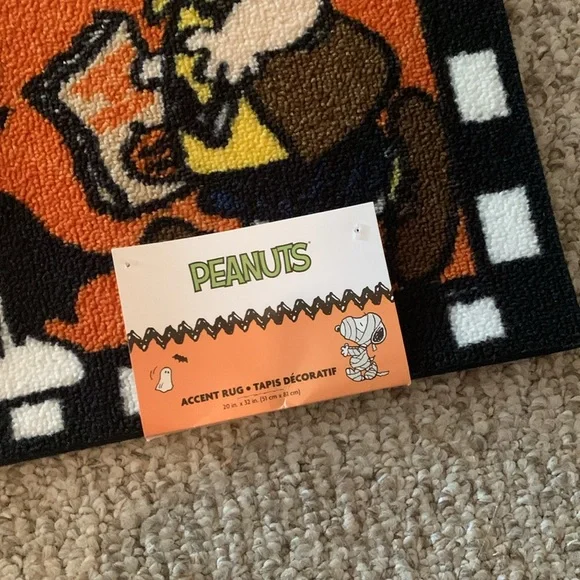 PEANUTS
ACCENT RUG • TAPIS DÉCORATIF
20 in. x 32 in. (51 cm x 81 cm)